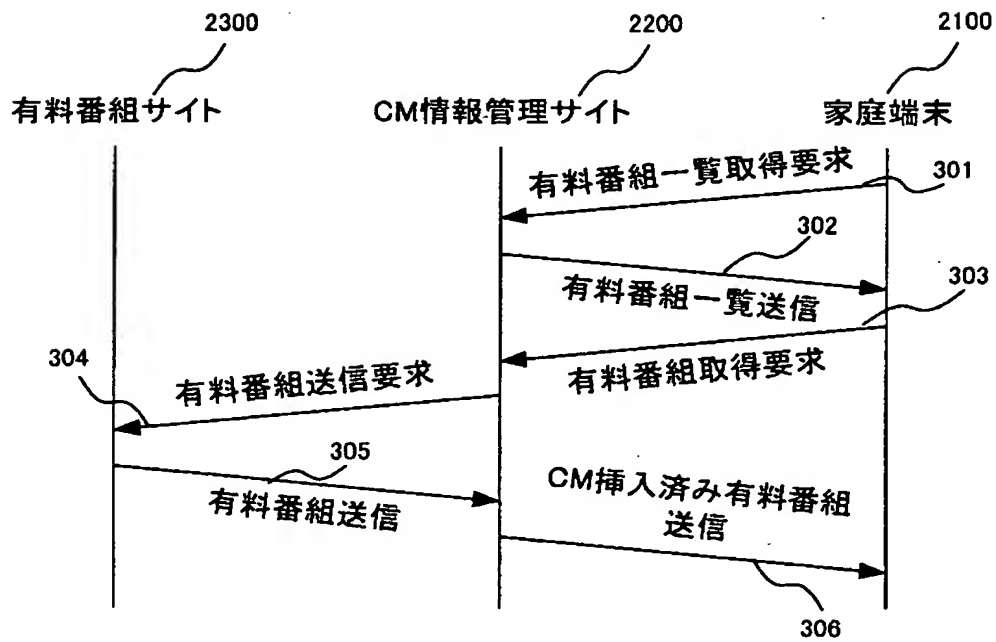 2300
2200
2100
有料番組サイト
CM情報管理サイト
家庭端末
有料番組一覧取得要求
301
302
有料番組一覧送信
303
304
有料番組送信要求
有料番組取得要求
305
有料番組送信
CM挿入済み有料番組
送信
306